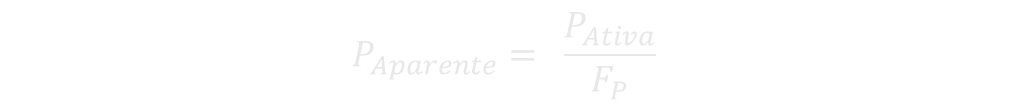 P_Aparente = P_Ativa / F_P